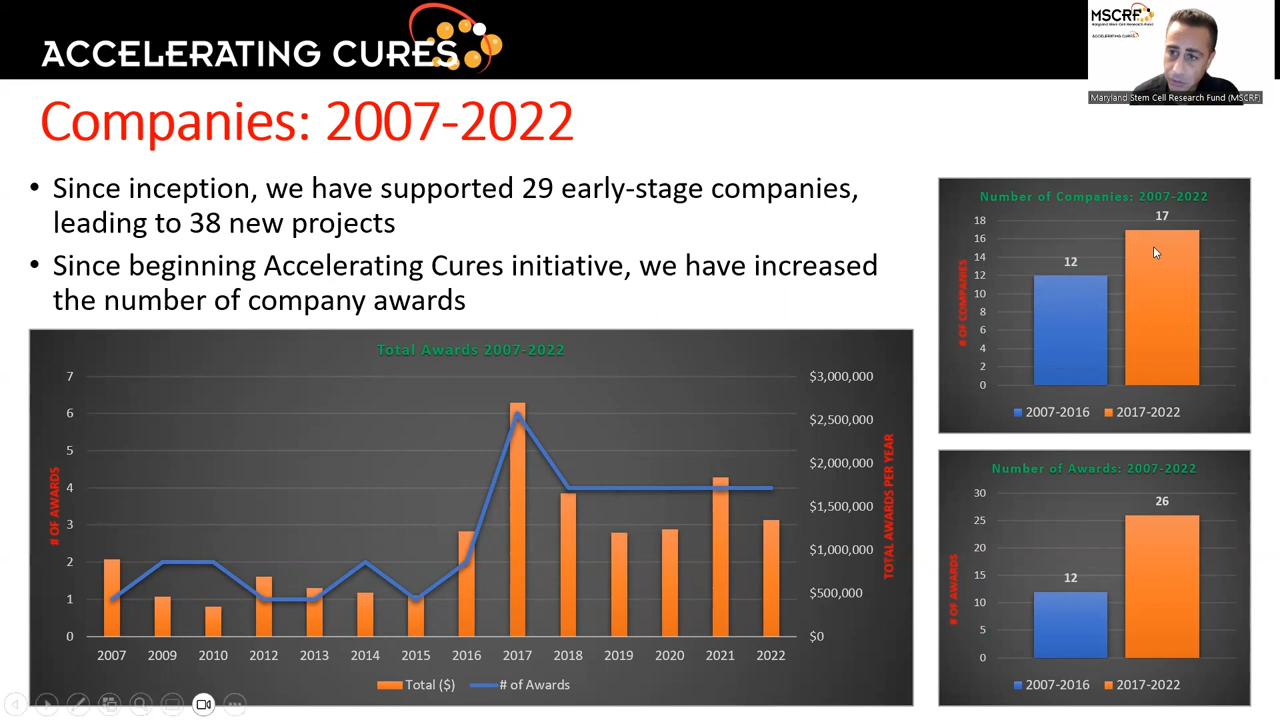 ACCELERATING CURES
MSCRF
Maryland Stem Cell Research Fund
ACCELERATING CURES
Maryland Stem Cell Research Fund (MSCRF)
Companies: 2007-2022
• Since inception, we have supported 29 early-stage companies,
leading to 38 new projects
• Since beginning Accelerating Cures initiative, we have increased
the number of company awards
Number of Companies: 2007-2022
# OF COMPANIES
18
16
14
12
10
8
6
4
2
0
12
17
2007-2016
2017-2022
Total Awards 2007-2022
# OF AWARDS
7
6
5
4
3
2
1
0
$3,000,000
$2,500,000
$2,000,000
$1,500,000
$1,000,000
$500,000
$0
TOTAL AWARDS PER YEAR
2007 2009 2010 2012 2013 2014 2015 2016 2017 2018 2019 2020 2021 2022
Total ($) # of Awards
Number of Awards: 2007-2022
# OF AWARDS
30
25
20
15
10
5
0
12
26
2007-2016
2017-2022